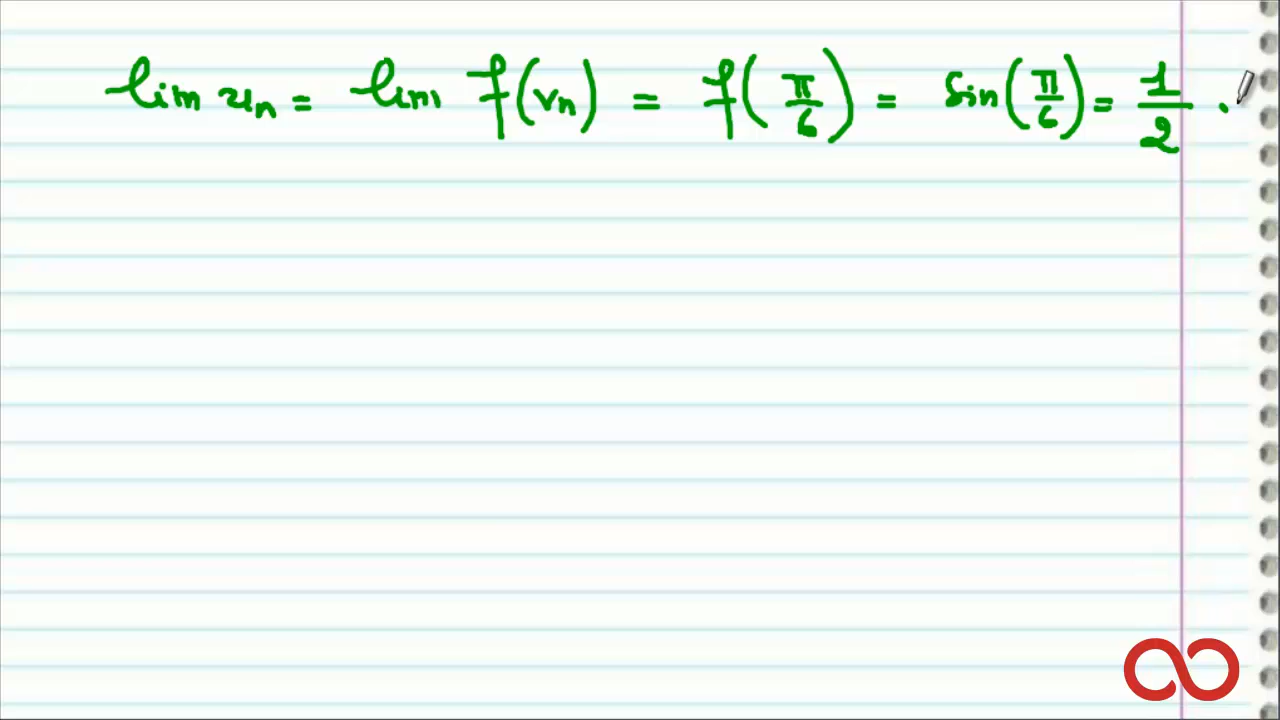 lim uₙ = lim f(vₙ) = f(π/6) = sin(π/6) = 1/2 .